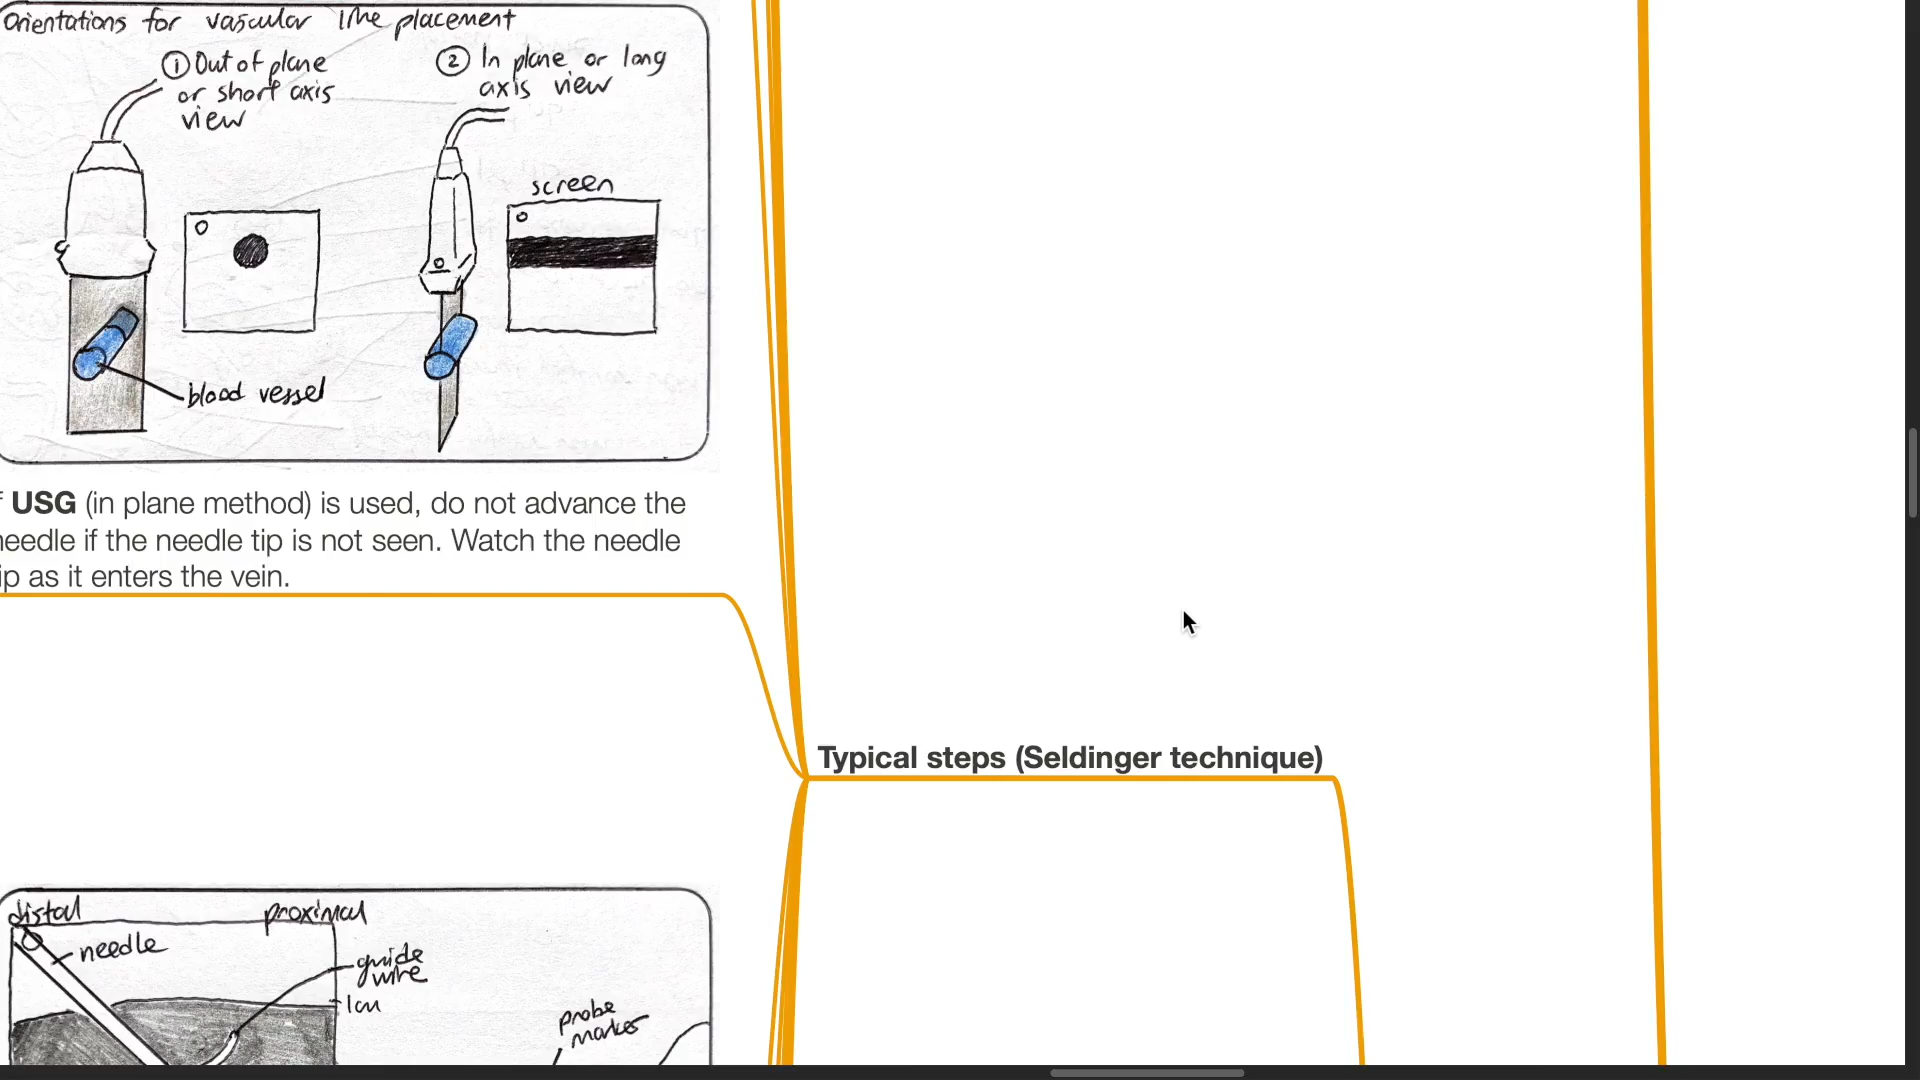 Orientations for vascular line placement
① Out of plane
or short axis
view
② In plane or long
axis view
screen
blood vessel
USG (in plane method) is used, do not advance the
needle if the needle tip is not seen. Watch the needle
tip as it enters the vein.
Typical steps (Seldinger technique)
distal
proximal
needle
guide
wire
1cm
probe
marker